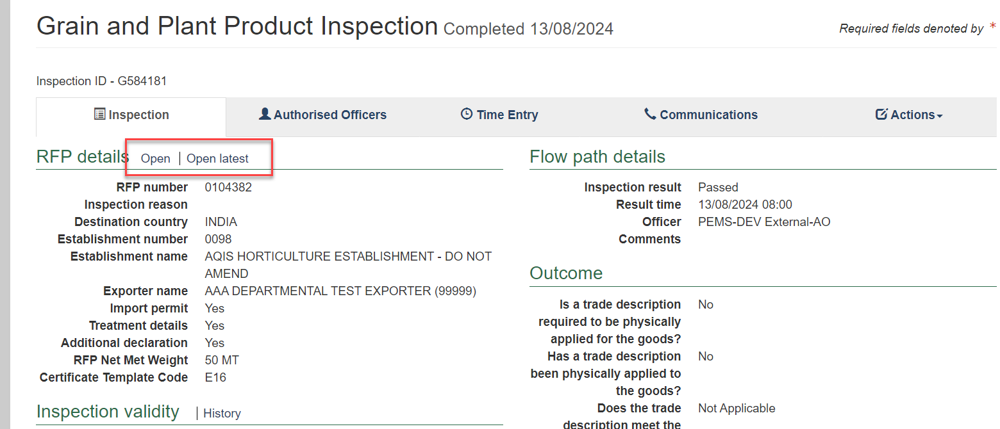 Grain and Plant Product Inspection Completed 13/08/2024
Required fields denoted by *
Inspection ID - G584181
Inspection
Authorised Officers
Time Entry
Communications
Actions
RFP details Open | Open latest
RFP number 0104382
Inspection reason
Destination country INDIA
Establishment number 0098
Establishment name AQIS HORTICULTURE ESTABLISHMENT - DO NOT
AMEND
Exporter name AAA DEPARTMENTAL TEST EXPORTER (99999)
Import permit Yes
Treatment details Yes
Additional declaration Yes
RFP Net Met Weight 50 MT
Certificate Template Code E16
Inspection validity | History
Flow path details
Inspection result Passed
Result time 13/08/2024 08:00
Officer PEMS-DEV External-AO
Comments
Outcome
Is a trade description No
required to be physically
applied for the goods?
Has a trade description No
been physically applied to
the goods?
Does the trade Not Applicable
description meet the